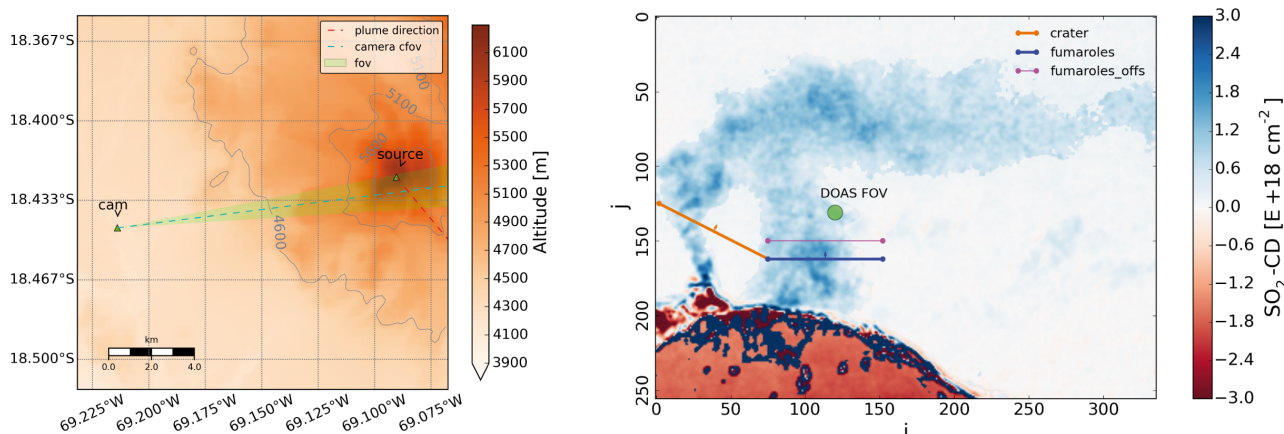 18.367°S
18.400°S
18.433°S
18.467°S
18.500°S
69.225°W
69.200°W
69.175°W
69.150°W
69.125°W
69.100°W
69.075°W
plume direction
camera cfov
fov
5100
5100
4600
source
cam
km
0.0 2.0 4.0
6100
5900
5700
5500
5300
5100
4900
4700
4500
4300
4100
3900
Altitude [m]
0
50
100
150
200
250
j
0 50 100 150 200 250 300
i
crater
fumaroles
fumaroles_offs
DOAS FOV
3.0
2.4
1.8
1.2
0.6
0.0
−0.6
−1.2
−1.8
−2.4
−3.0
SO₂-CD [E +18 cm⁻²]